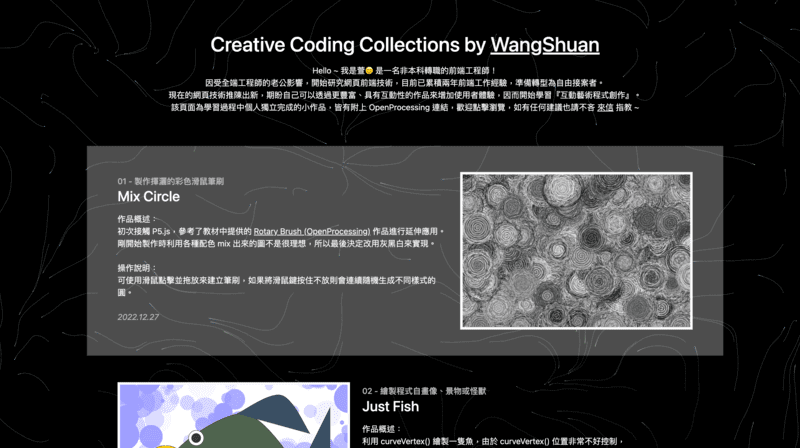 Creative Coding Collections by WangShuan
Hello ~ 我是萱😊 是一名非本科轉職的前端工程師！
因受全端工程師的老公影響，開始研究網頁前端技術，目前已累積兩年前端工作經驗，準備轉型為自由接案者。
現在的網頁技術推陳出新，期盼自己可以透過更豐富、具有互動性的作品來增加使用者體驗，因而開始學習『互動藝術程式創作』。
該頁面為學習過程中個人獨立完成的小作品，皆有附上 OpenProcessing 連結，歡迎點擊瀏覽，如有任何建議也請不吝 來信 指教 ~
01 - 製作揮灑的彩色滑鼠筆刷
Mix Circle
作品概述：
初次接觸 P5.js，參考了教材中提供的 Rotary Brush (OpenProcessing) 作品進行延伸應用。
剛開始製作時利用各種配色 mix 出來的圖不是很理想，所以最後決定改用灰黑白來實現。
操作說明：
可使用滑鼠點擊並拖放來建立筆刷，如果將滑鼠鍵按住不放則會連續隨機生成不同樣式的
圓。
2022.12.27
02 - 繪製程式自畫像、景物或怪獸
Just Fish
作品概述：
利用 curveVertex() 繪製一隻魚，由於 curveVertex() 位置非常不好控制，